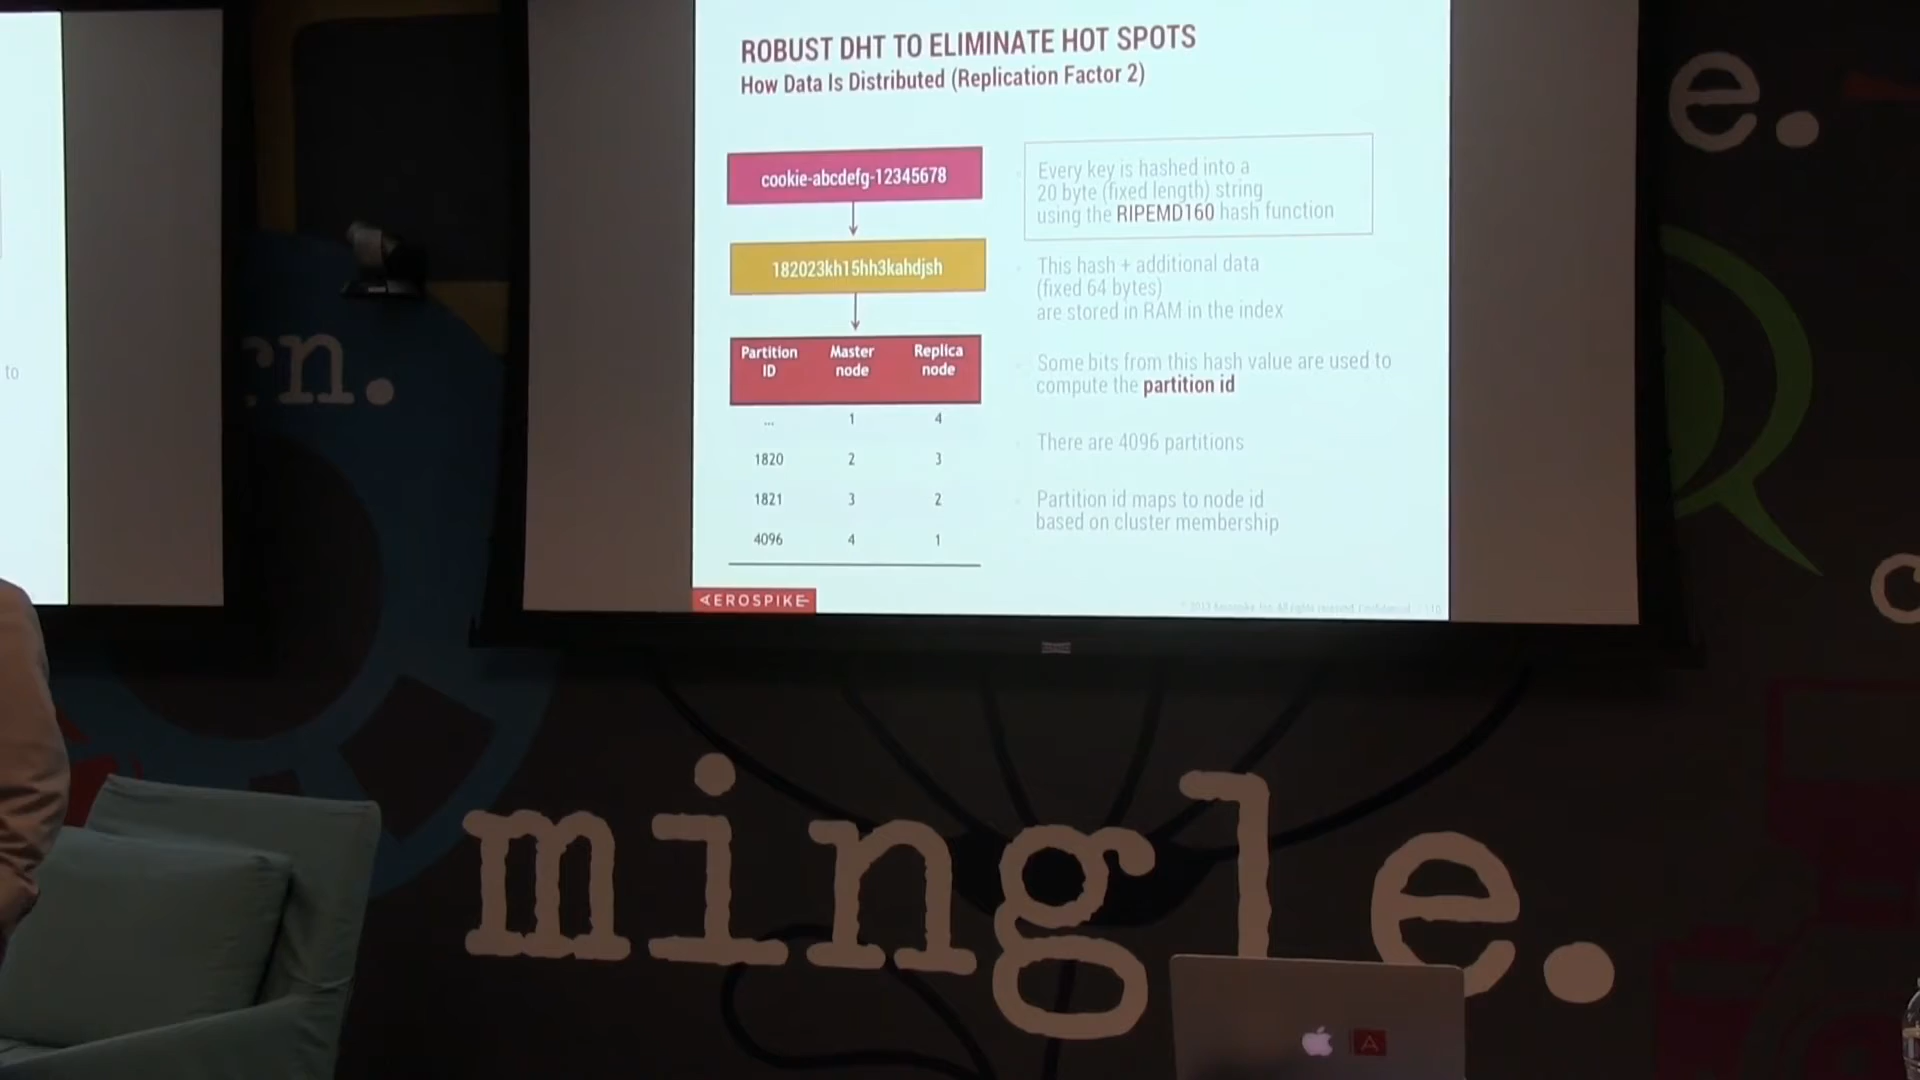 ROBUST DHT TO ELIMINATE HOT SPOTS
How Data Is Distributed (Replication Factor 2)
cookie-abcdefg-12345678
182023kh15hh3kahdjsh
Partition ID Master node Replica node
... 1 4
1820 2 3
1821 3 2
4096 4 1
Every key is hashed into a
20 byte (fixed length) string
using the RIPEMD160 hash function
This hash + additional data
(fixed 64 bytes)
are stored in RAM in the index
Some bits from this hash value are used to
compute the partition id
There are 4096 partitions
Partition id maps to node id
based on cluster membership
AEROSPIKE
to
rn.
e.
c
mingle.
A